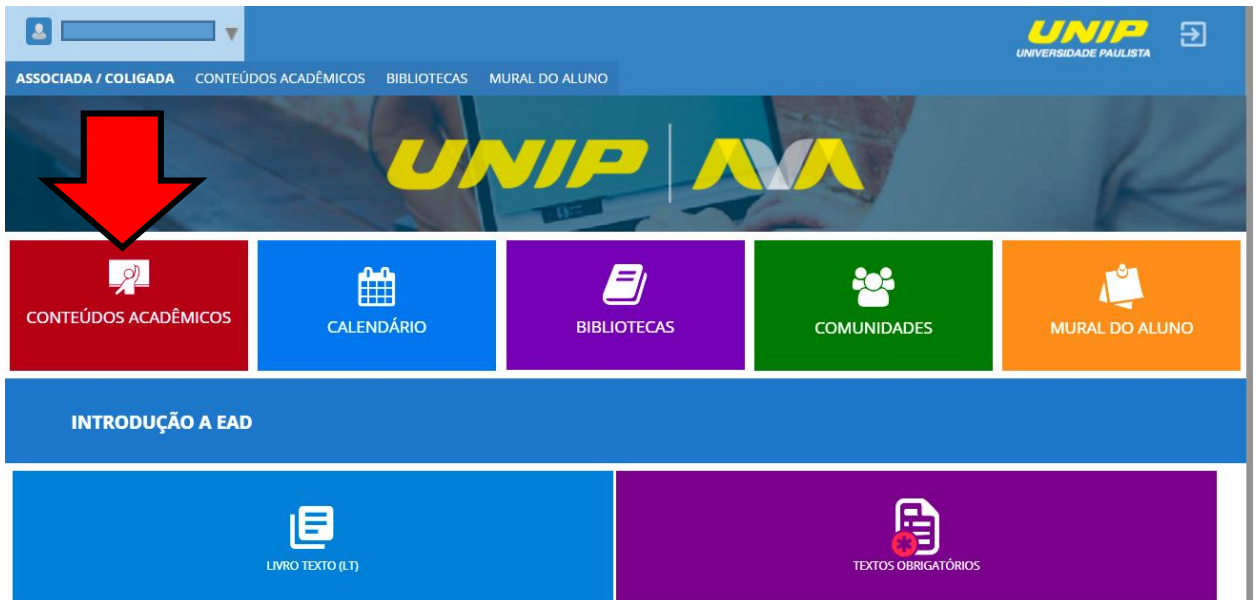 UNIP
UNIVERSIDADE PAULISTA
ASSOCIADA / COLIGADA CONTEÚDOS ACADÊMICOS BIBLIOTECAS MURAL DO ALUNO
UNIP AVA
CONTEÚDOS ACADÊMICOS CALENDÁRIO BIBLIOTECAS COMUNIDADES MURAL DO ALUNO
INTRODUÇÃO A EAD
LIVRO TEXTO (LT) TEXTOS OBRIGATÓRIOS